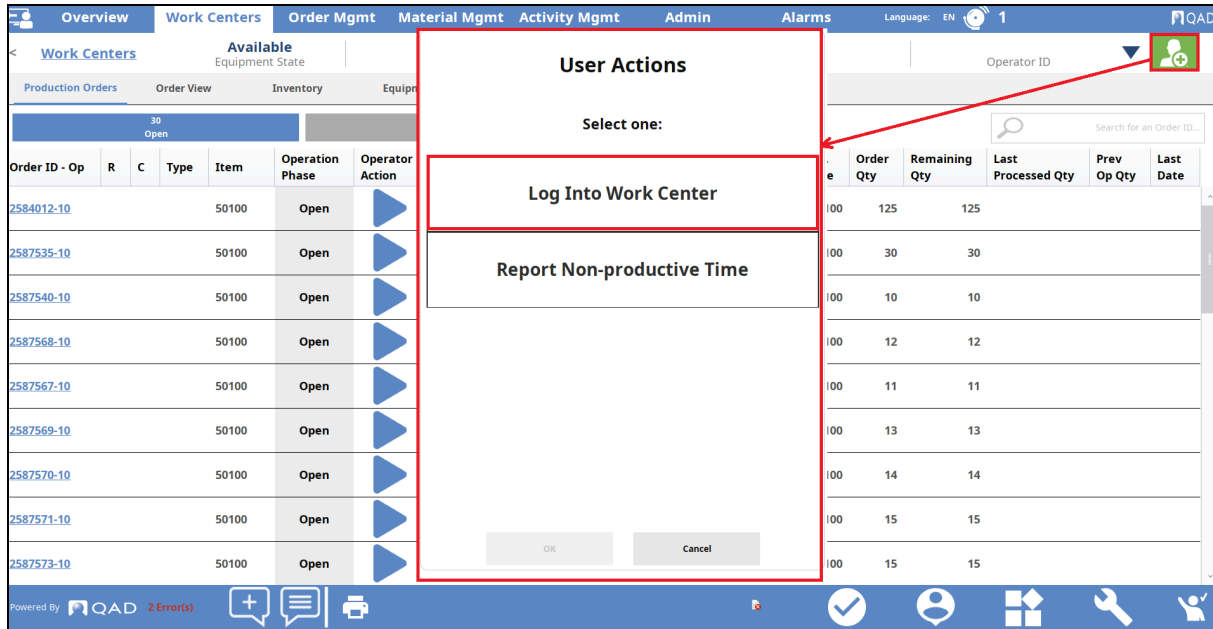 Overview Work Centers Order Mgmt Material Mgmt Activity Mgmt Admin Alarms Language: EN 1 QAD
< Work Centers Available Equipment State Operator ID
Production Orders Order View Inventory
30
Open
Search for an Order ID...
Order ID - Op R C Type Item Operation Phase Operator Action Order Qty Remaining Qty Last Processed Qty Prev Op Qty Last Date
2584012-10 50100 Open 125 125
2587535-10 50100 Open 30 30
2587540-10 50100 Open 10 10
2587568-10 50100 Open 12 12
2587567-10 50100 Open 11 11
2587569-10 50100 Open 13 13
2587570-10 50100 Open 14 14
2587571-10 50100 Open 15 15
2587573-10 50100 Open 15 15
User Actions
Select one:
Log Into Work Center
Report Non-productive Time
OK Cancel
Powered By QAD 2 Error(s)